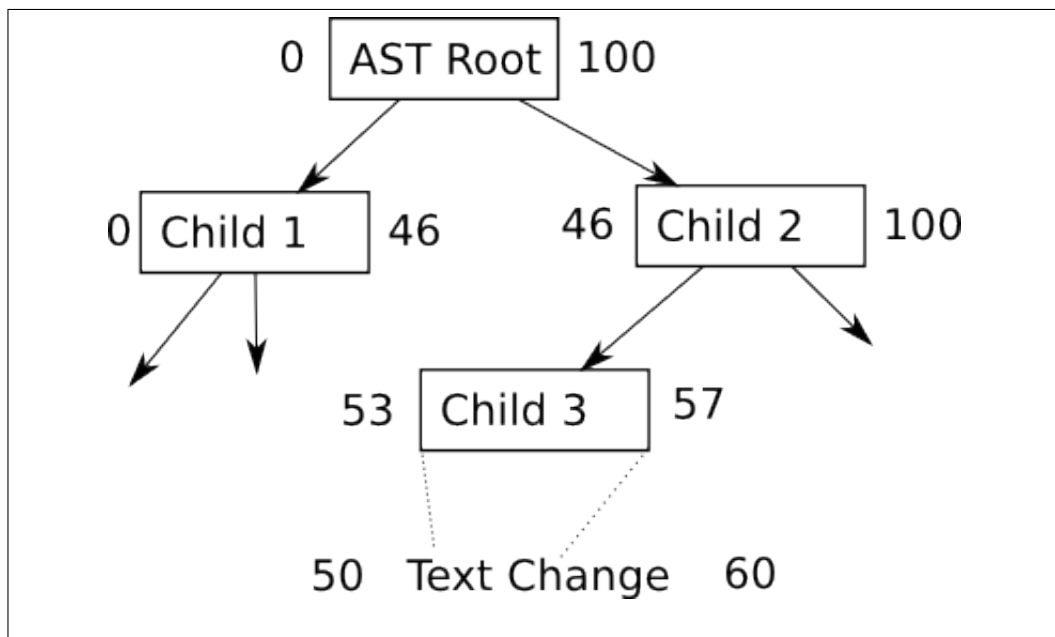 0 AST Root 100
0 Child 1 46
46 Child 2 100
53 Child 3 57
50 Text Change 60